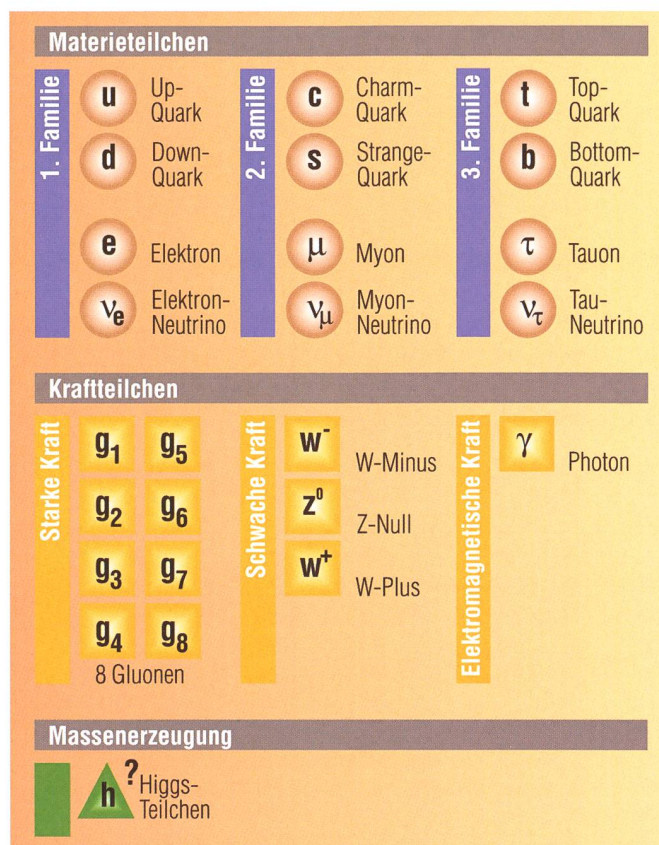 Materieteilchen
1. Familie
u Up-
Quark
d Down-
Quark
e Elektron
νe Elektron-
Neutrino
2. Familie
c Charm-
Quark
s Strange-
Quark
μ Myon
νμ Myon-
Neutrino
3. Familie
t Top-
Quark
b Bottom-
Quark
τ Tauon
ντ Tau-
Neutrino
Kraftteilchen
Starke Kraft
g1 g5
g2 g6
g3 g7
g4 g8
8 Gluonen
Schwache Kraft
w- W-Minus
z0 Z-Null
w+ W-Plus
Elektromagnetische Kraft
γ Photon
Massenerzeugung
h ? Higgs-
Teilchen